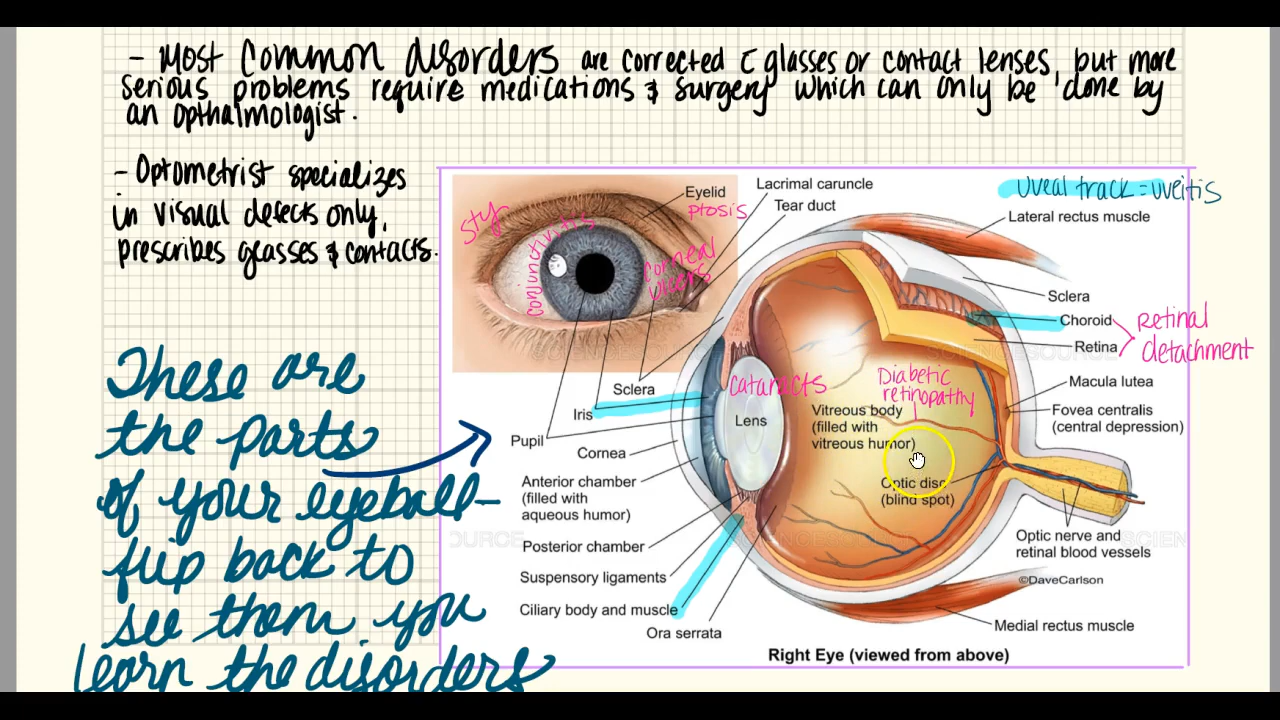 - Most common disorders are corrected c glasses or contact lenses, but more
serious problems require medications & surgery which can only be done by
an opthalmologist.
- Optometrist specializes
in visual defects only,
prescribes glasses & contacts.
These are
the parts
of your eyeball-
flip back to
see them you
learn the disorders
Uveal track = uveitis
Eyelid
ptosis
Lacrimal caruncle
Tear duct
Lateral rectus muscle
sty
conjunctivitis
corneal
ulcers
Sclera
Choroid
Retina
Retinal
detachment
Macula lutea
Fovea centralis
(central depression)
Sclera
Iris
Pupil
Cornea
cataracts
Lens
Diabetic
retinopathy
Vitreous body
(filled with
vitreous humor)
Optic disc
(blind spot)
Anterior chamber
(filled with
aqueous humor)
Posterior chamber
Suspensory ligaments
Ciliary body and muscle
Ora serrata
Optic nerve and
retinal blood vessels
©DaveCarlson
Medial rectus muscle
Right Eye (viewed from above)